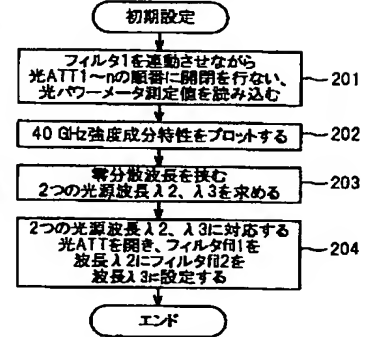 初期設定
フィルタ1を連動させながら
光ATT1~nの順番に開閉を行ない、
光パワーメータ測定値を読み込む
201
40 GHz強度成分特性をプロットする
202
零分散波長を挟む
2つの光源波長λ2、λ3を求める
203
2つの光源波長λ2、λ3に対応する
光ATTを開き、フィルタfil1を
波長λ2にフィルタfil2を
波長λ3に設定する
204
エンド